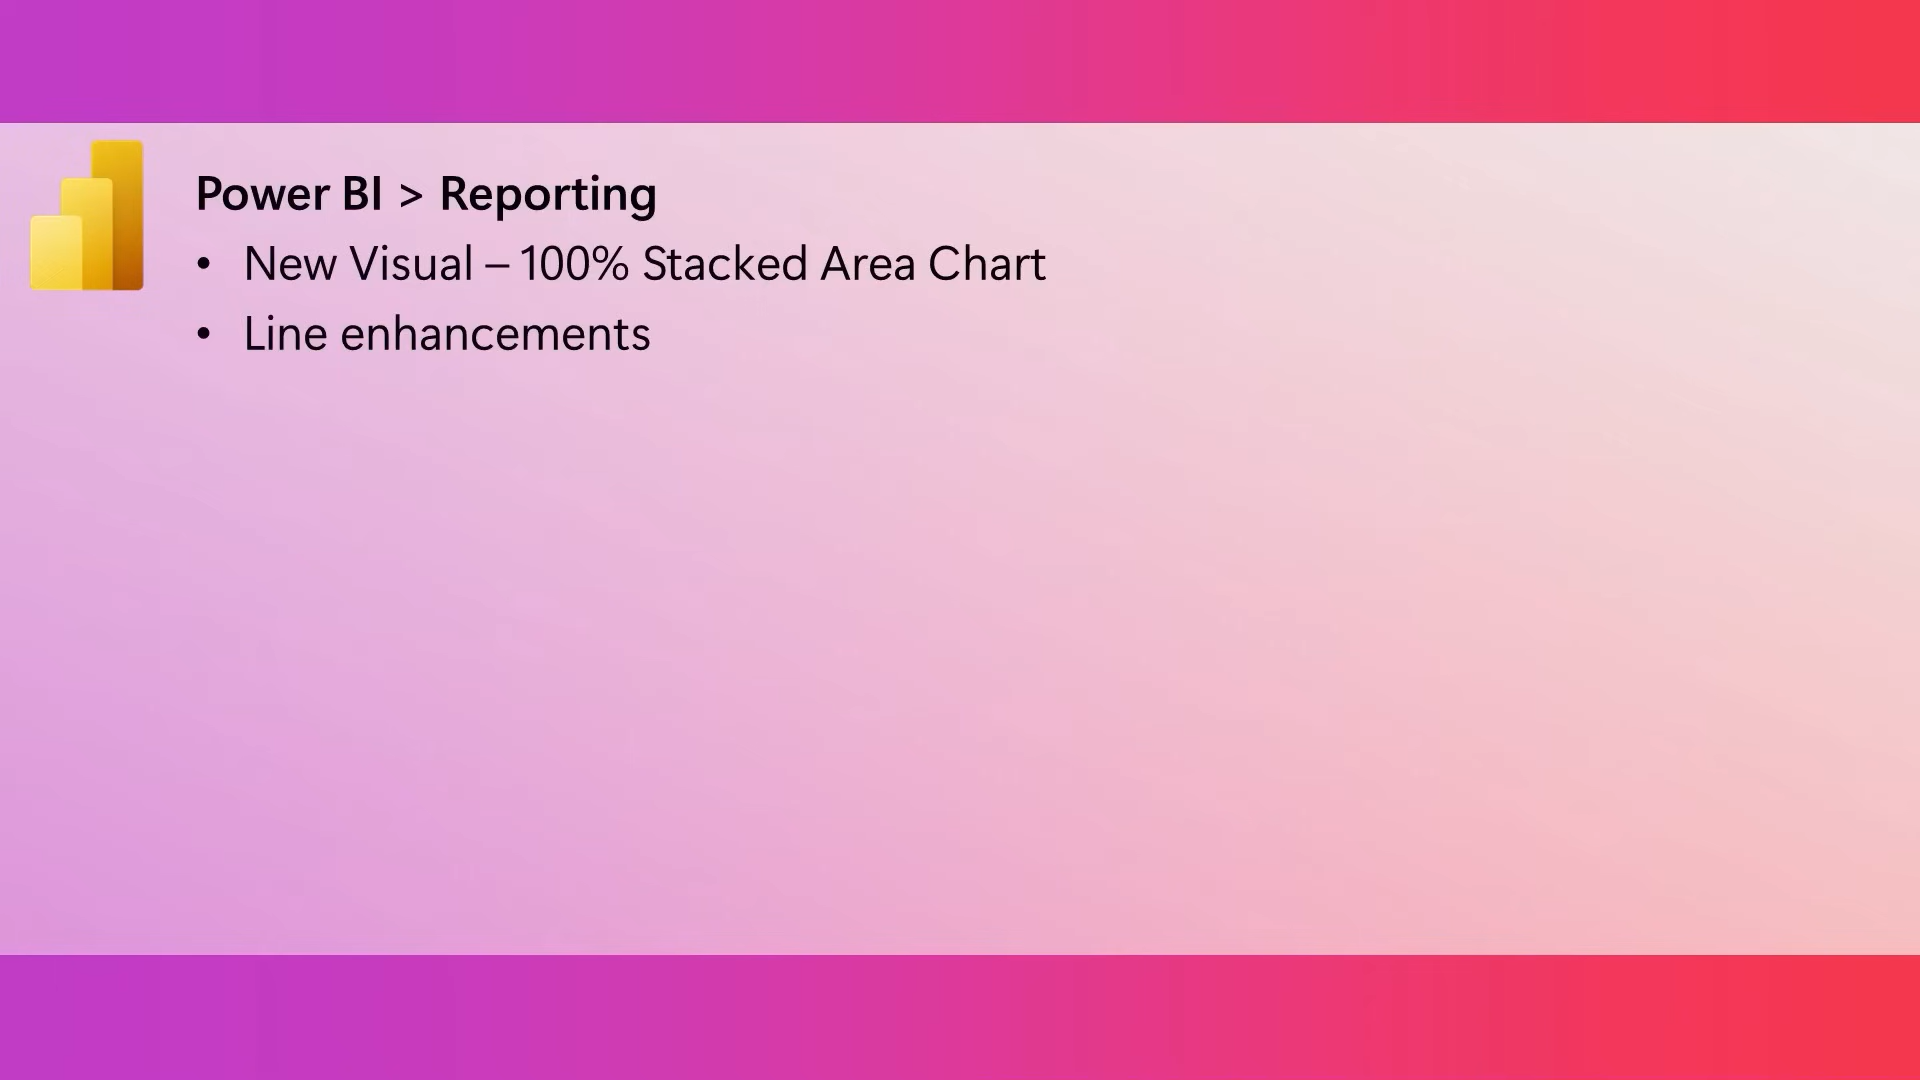 Power BI > Reporting
• New Visual – 100% Stacked Area Chart
• Line enhancements